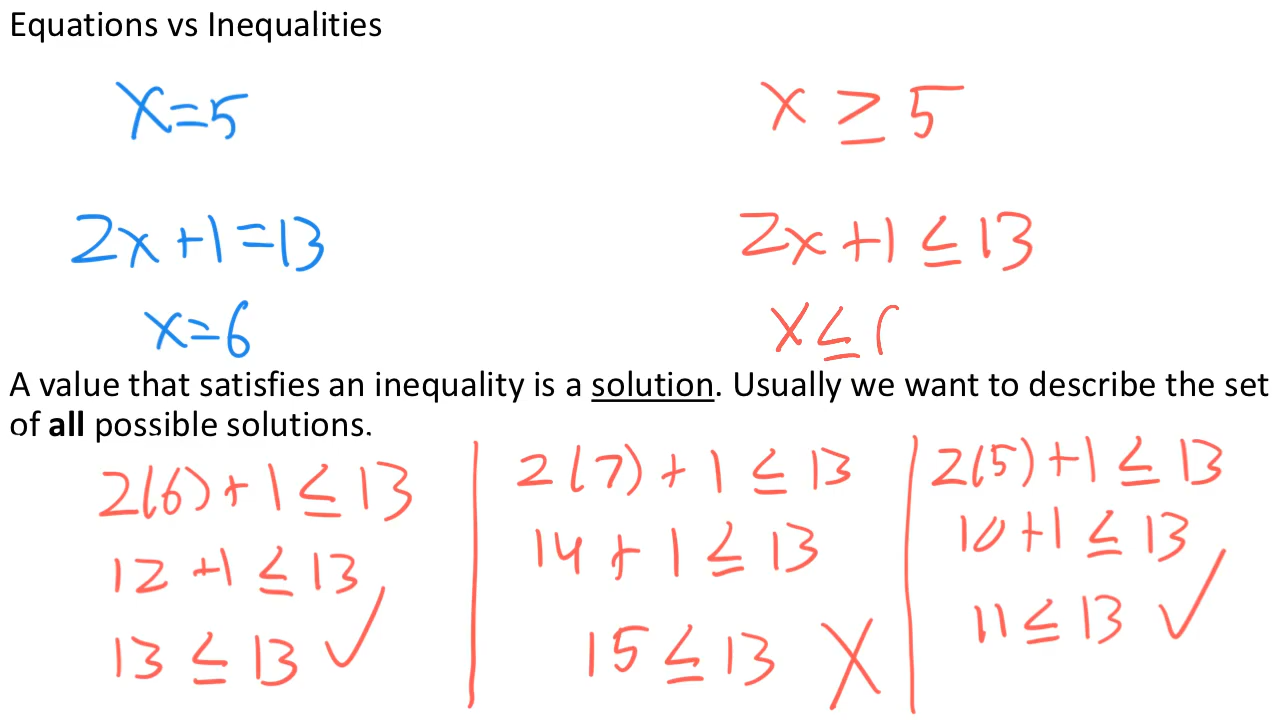 Equations vs Inequalities
x=5
x ≥ 5
2x+1=13
2x+1 ≤ 13
x=6
x ≤
A value that satisfies an inequality is a solution. Usually we want to describe the set
of all possible solutions.
2(6)+1 ≤ 13
12+1 ≤ 13
13 ≤ 13 ✓
2(7)+1 ≤ 13
14+1 ≤ 13
15 ≤ 13 X
2(5)+1 ≤ 13
10+1 ≤ 13
11 ≤ 13 ✓